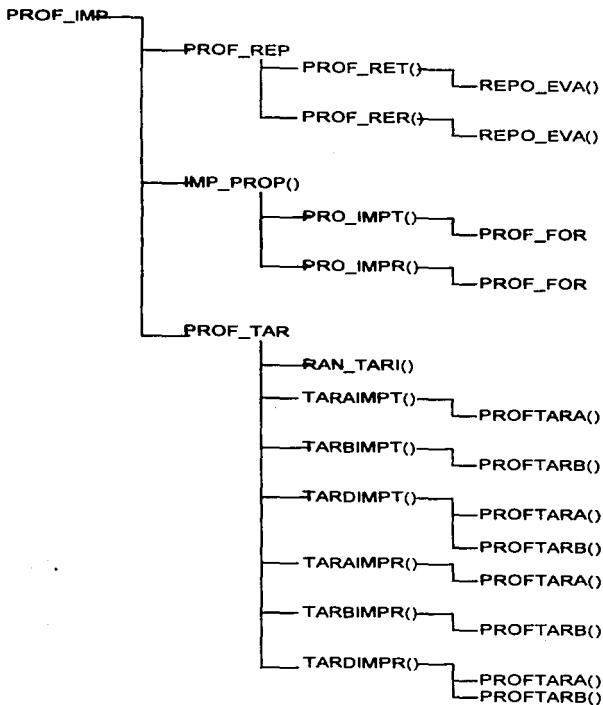 PROF_IMP
PROF_REP
PROF_RET()
REPO_EVA()
PROF_RER()
REPO_EVA()
IMP_PROP()
PRO_IMPT()
PROF_FOR
PRO_IMPR()
PROF_FOR
PROF_TAR
RAN_TARI()
TARAIMPT()
PROFTARA()
TARBIMPT()
PROFTARB()
TARDIMPT()
PROFTARA()
PROFTARB()
TARAIMPR()
PROFTARA()
TARBIMPR()
PROFTARB()
TARDIMPR()
PROFTARA()
PROFTARB()